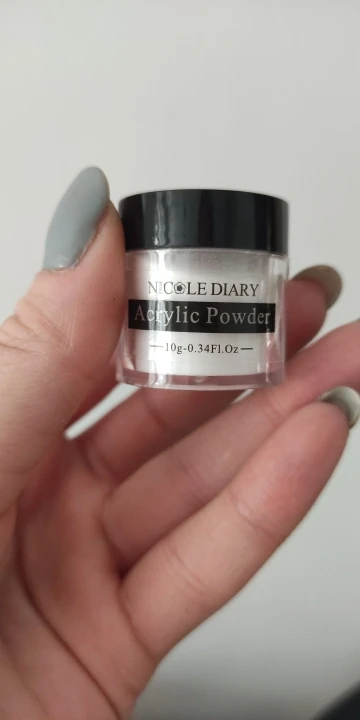 NICOLE DIARY
Acrylic Powder
10g-0.34Fl.Oz